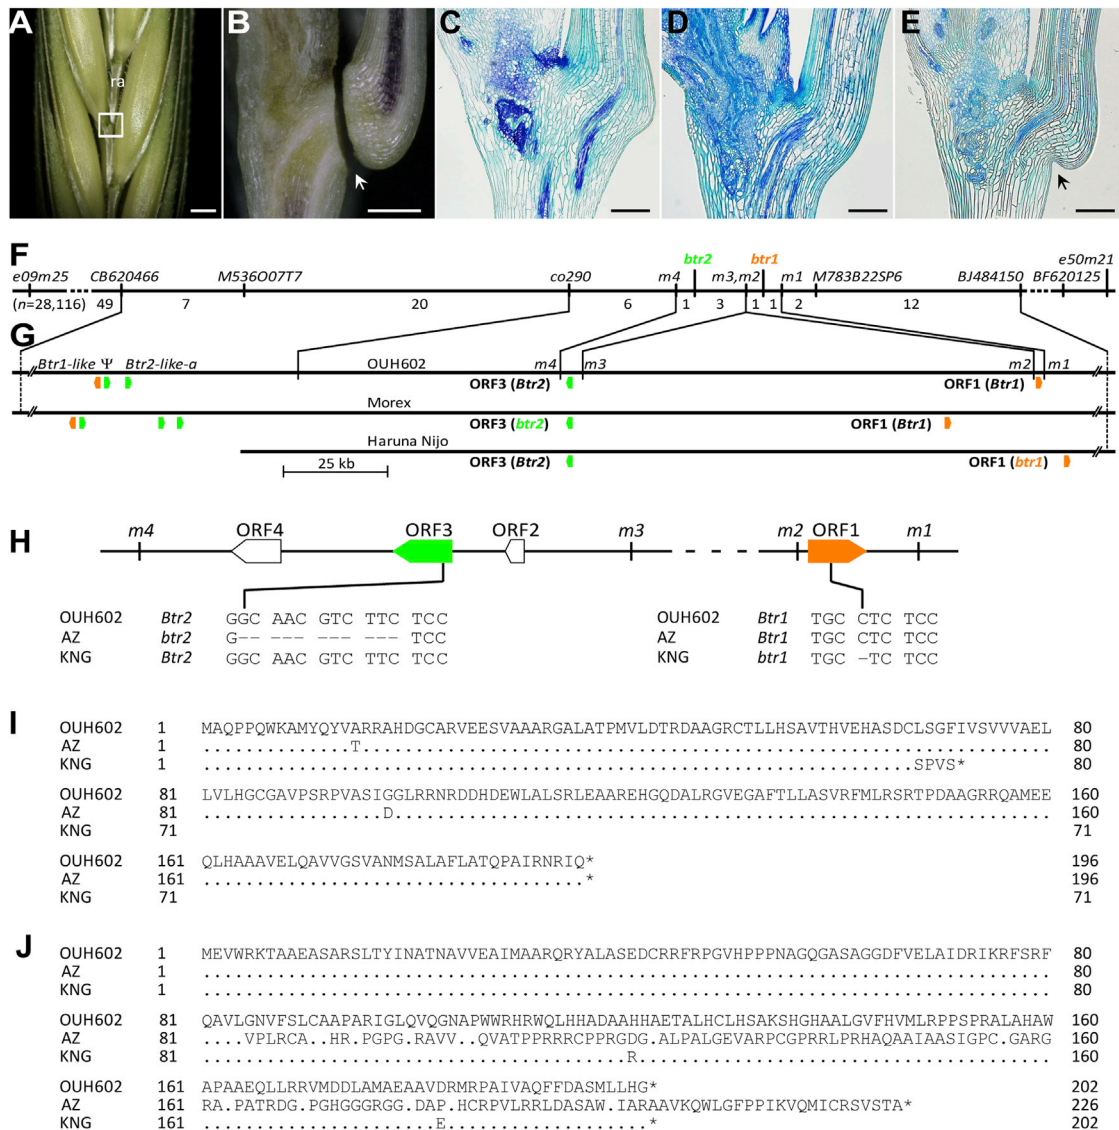 A B C D E
ra
F
btr2 btr1
e09m25 CB620466 M536O07T7 co290 m4 m3,m2 m1 M783B22SP6 BJ484150 BF620125 e50m21
(n=28,116) 49 7 20 6 1 3 1 1 2 12
G
Btr1-like Ψ Btr2-like-a OUH602 m4 m3 m2 m1
ORF3 (Btr2) ORF1 (Btr1)
Morex
ORF3 (btr2) ORF1 (Btr1)
Haruna Nijo
25 kb ORF3 (Btr2) ORF1 (btr1)
H
m4 ORF4 ORF3 ORF2 m3 m2 ORF1 m1
OUH602 Btr2 GGC AAC GTC TTC TCC OUH602 Btr1 TGC CTC TCC
AZ btr2 G-- --- --- --- TCC AZ Btr1 TGC CTC TCC
KNG Btr2 GGC AAC GTC TTC TCC KNG btr1 TGC -TC TCC
I
OUH602 1 MAQPPQWKAMYQYVARRAHDGCARVEESVAAARGALATPMVLDTRDAAGRCTLLHSAVTHVEHASDCLSGFIVSVVVAEL 80
AZ 1 ..............T................................................................. 80
KNG 1 ...................................................................SPVS* 80
OUH602 81 LVLHGCGAVPSRPVASIGGLRRNRDDHDEWLALSRLEAAREHGQDALRGVEGAFTLLASVRFMLRSRTPDAAGRRQAMEE 160
AZ 81 .................D.............................................................. 160
KNG 71 71
OUH602 161 QLHAAAVELQAVVGSVANMSALAFLATQPAIRNRIQ* 196
AZ 161 ....................................* 196
KNG 71 71
J
OUH602 1 MEVWRKTAAEASARSLTYINATNAVVEAIMAARQRYALASEDCRRFRPGVHPPPNAGQGASAGGDFVELAIDRIKRFSRF 80
AZ 1 ................................................................................ 80
KNG 1 ................................................................................ 80
OUH602 81 QAVLGNVFSLCAAPARIGLQVQGNAPWWRHRWQLHHADAAHHAETALHCLHSAKSHGHAALGVFHVMLRPPSPRALAHAW 160
AZ 81 ....VPLRCA..HR.PGPG.RAVV..QVATPPRRRCPPRGDG.ALPALGEVARPCGPRRLPRHAQAAIAASIGPC.GARG 160
KNG 81 ........................................R....................................... 160
OUH602 161 APAAEQLLRRVMDDLAMAEAAVDRMRPAIVAQFFDASMLLHG* 202
AZ 161 RA.PATRDG.PGHGGGRGG.DAP.HCRPVLRRLDASAW.IARAAVKQWLGFPPIKVQMICRSVSTA* 226
KNG 161 ......................E...................* 202